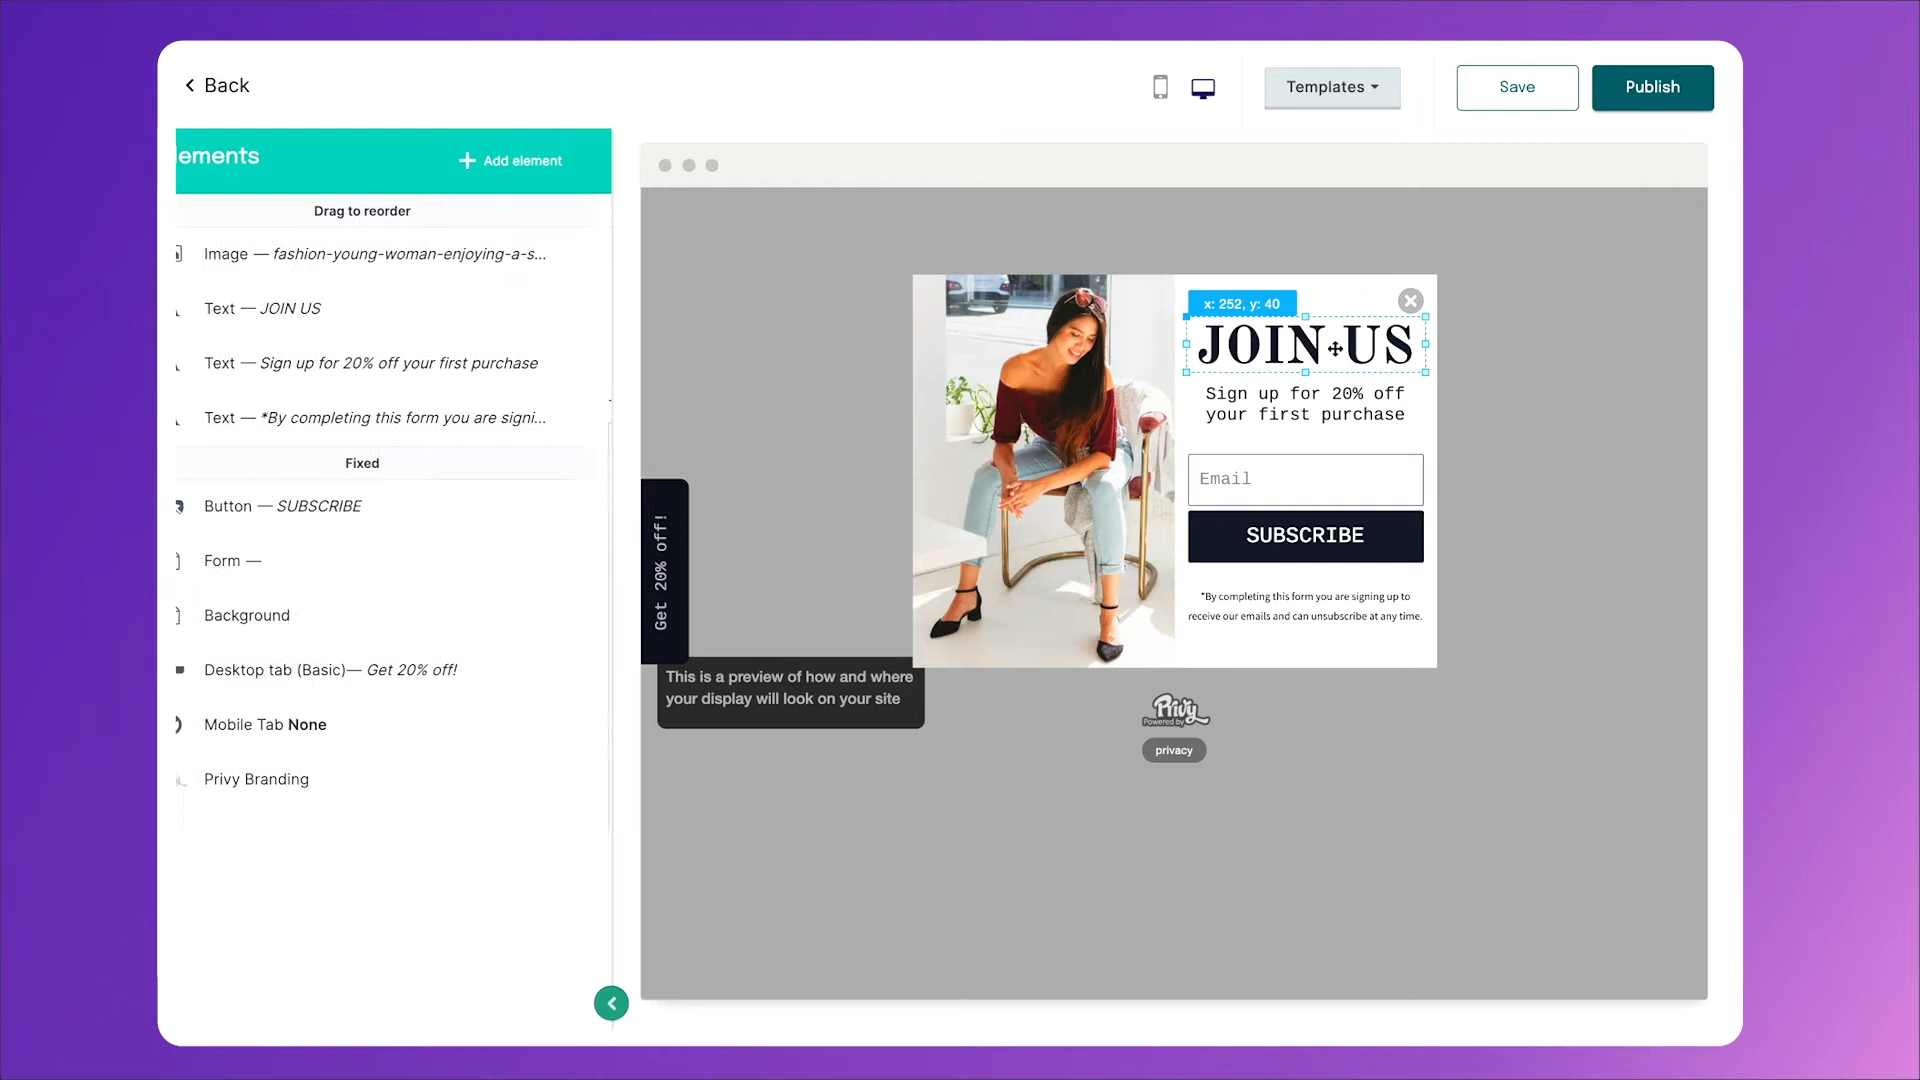 Back
Templates
Save
Publish
ements
Add element
Drag to reorder
Image — fashion-young-woman-enjoying-a-s...
Text — JOIN US
Text — Sign up for 20% off your first purchase
Text — *By completing this form you are signi...
Fixed
Button — SUBSCRIBE
Form —
Background
Desktop tab (Basic)— Get 20% off!
Mobile Tab None
Privy Branding
x: 252, y: 40
JOIN US
Sign up for 20% off
your first purchase
Email
SUBSCRIBE
*By completing this form you are signing up to
receive our emails and can unsubscribe at any time.
Get 20% off!
This is a preview of how and where
your display will look on your site
Privy
Powered by
privacy